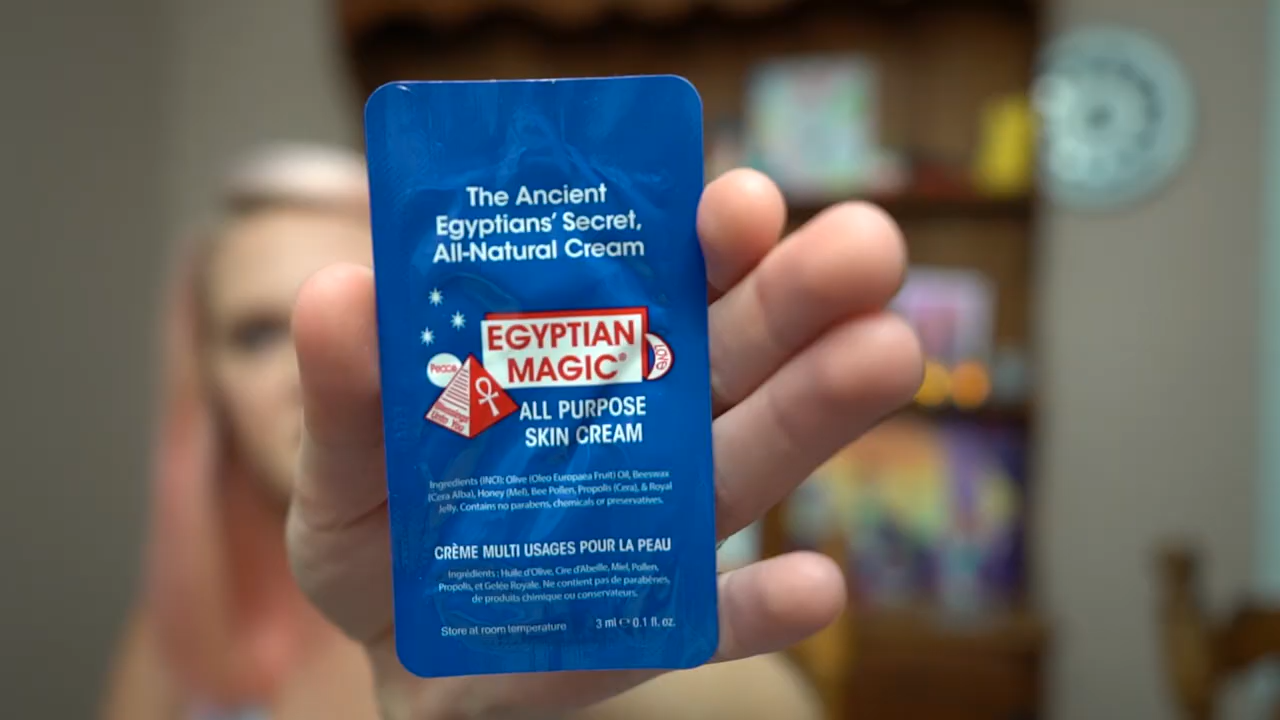 The Ancient
Egyptians' Secret,
All-Natural Cream
EGYPTIAN
MAGIC®
Peace
LOVE
Blessings
Unto You
ALL PURPOSE
SKIN CREAM
Ingredients (INCI): Olive (Oleo Europaea Fruit) Oil, Beeswax
(Cera Alba), Honey (Mel), Bee Pollen, Propolis (Cera), & Royal
Jelly. Contains no parabens, chemicals or preservatives.
CRÈME MULTI USAGES POUR LA PEAU
Ingrédients : Huile d'Olive, Cire d'Abeille, Miel, Pollen,
Propolis, et Gelée Royale. Ne contient pas de parabènes,
de produits chimique ou conservateurs.
Store at room temperature 3 ml ℮ 0.1 fl. oz.